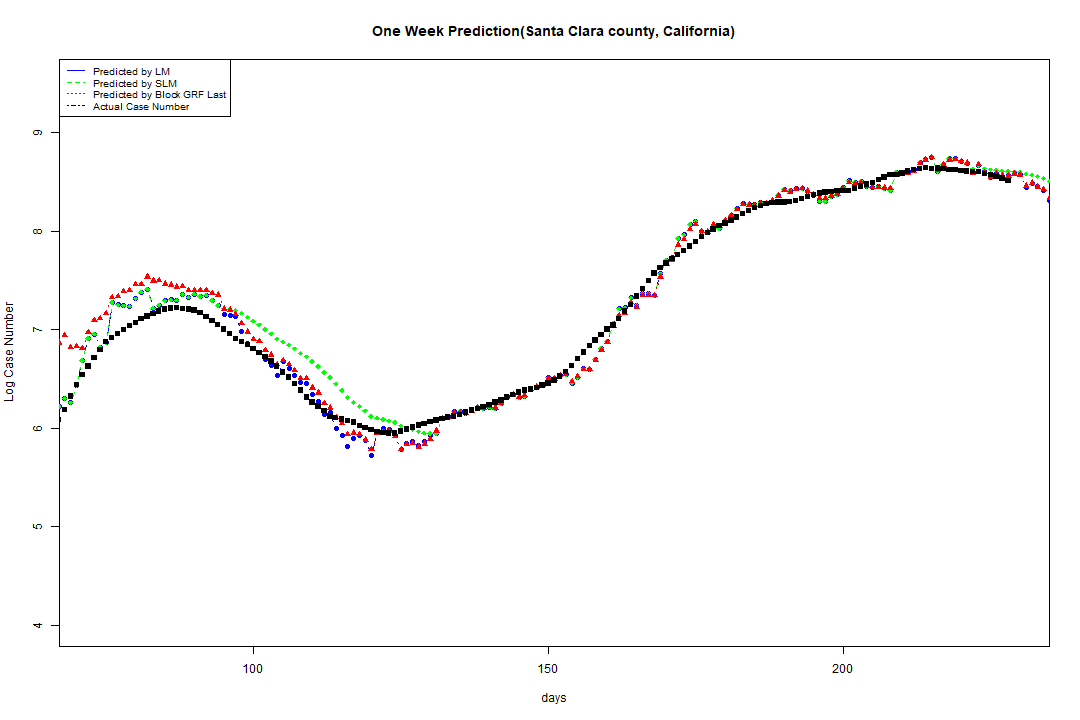 One Week Prediction(Santa Clara county, California)
Predicted by LM
Predicted by SLM
Predicted by Block GRF Last
Actual Case Number
9
8
7
6
5
4
Log Case Number
100
150
200
days